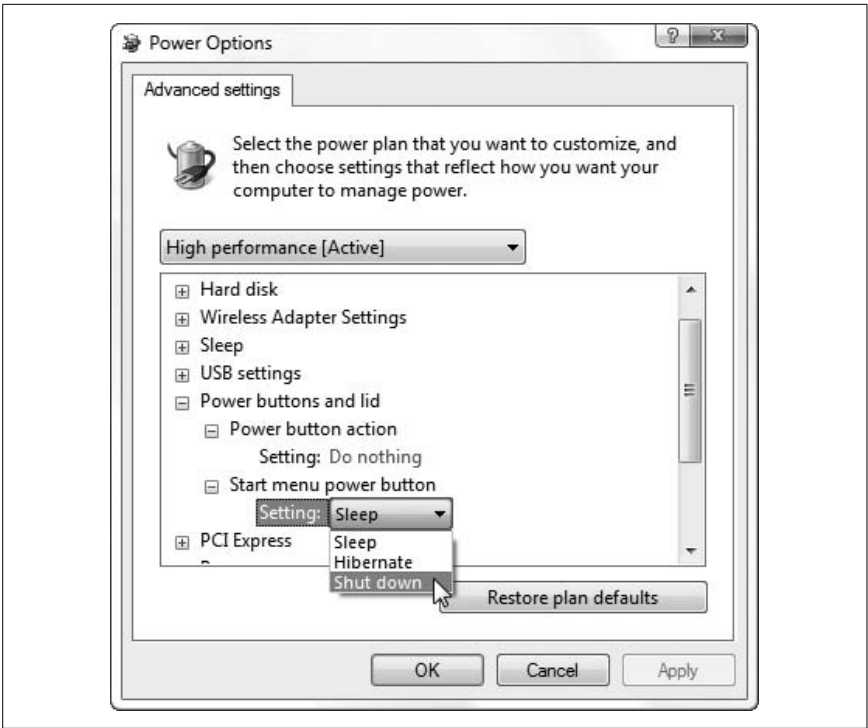 Power Options
Advanced settings
Select the power plan that you want to customize, and
then choose settings that reflect how you want your
computer to manage power.
High performance [Active]
Hard disk
Wireless Adapter Settings
Sleep
USB settings
Power buttons and lid
Power button action
Setting: Do nothing
Start menu power button
Setting: Sleep
PCI Express
Sleep
Hibernate
Shut down
Restore plan defaults
OK Cancel Apply